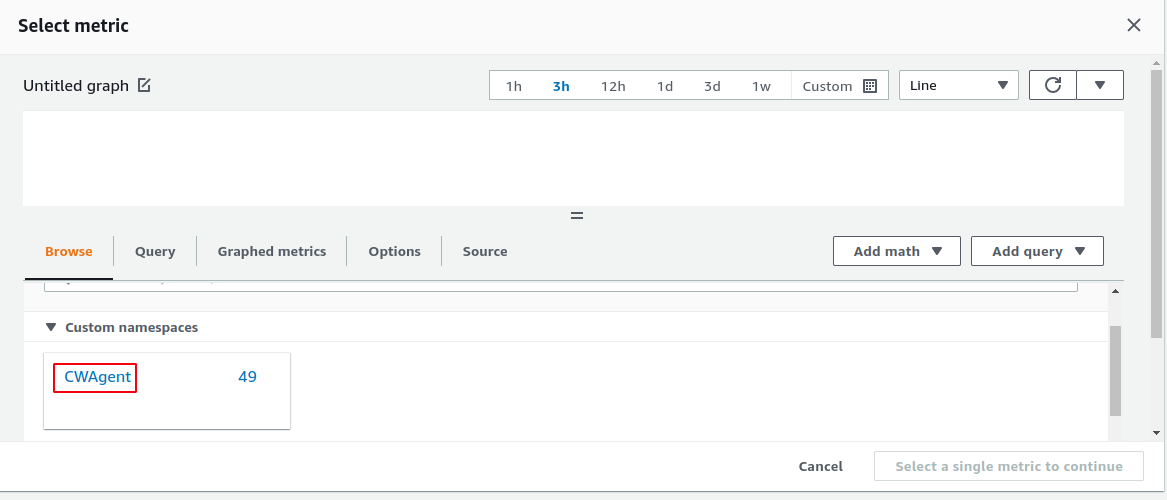 Select metric
Untitled graph
1h 3h 12h 1d 3d 1w Custom
Line
Browse Query Graphed metrics Options Source
Add math Add query
Custom namespaces
CWAgent 49
Cancel Select a single metric to continue